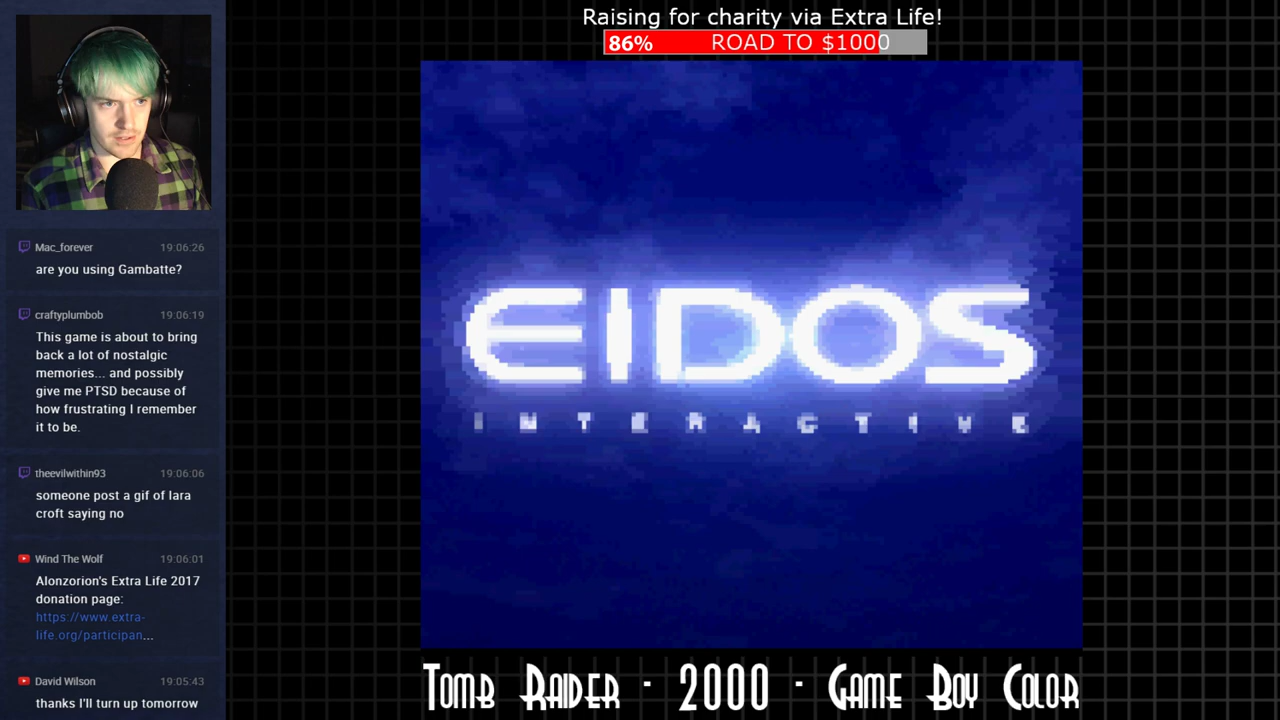 Raising for charity via Extra Life!
86% ROAD TO $1000
Mac_forever 19:06:26
are you using Gambatte?
craftyplumbob 19:06:19
This game is about to bring
back a lot of nostalgic
memories... and possibly
give me PTSD because of
how frustrating I remember
it to be.
theevilwithin93 19:06:06
someone post a gif of lara
croft saying no
Wind The Wolf 19:06:01
Alonzorion's Extra Life 2017
donation page:
https://www.extra-
life.org/participan...
David Wilson 19:05:43
thanks I'll turn up tomorrow
EIDOS
INTERACTIVE
Tomb Raider - 2000 - Game Boy Color